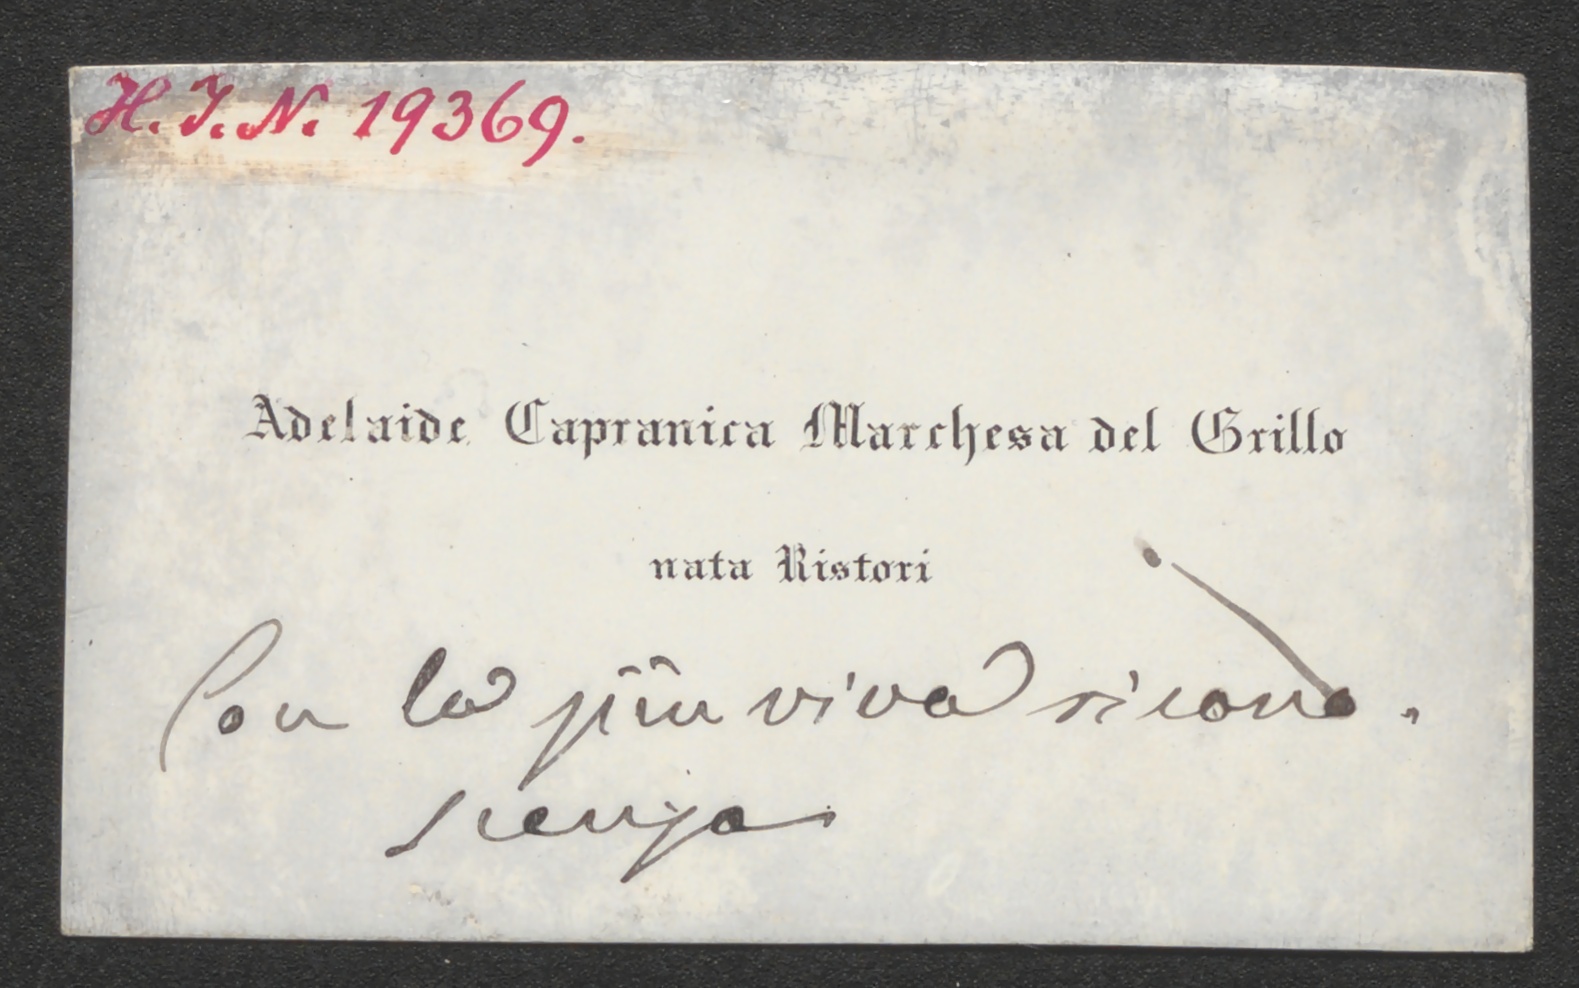 H. I. N. 19369.
Adelaide Capranica Marchesa del Grillo
nata Ristori
Con la più viva ricono-
scenza